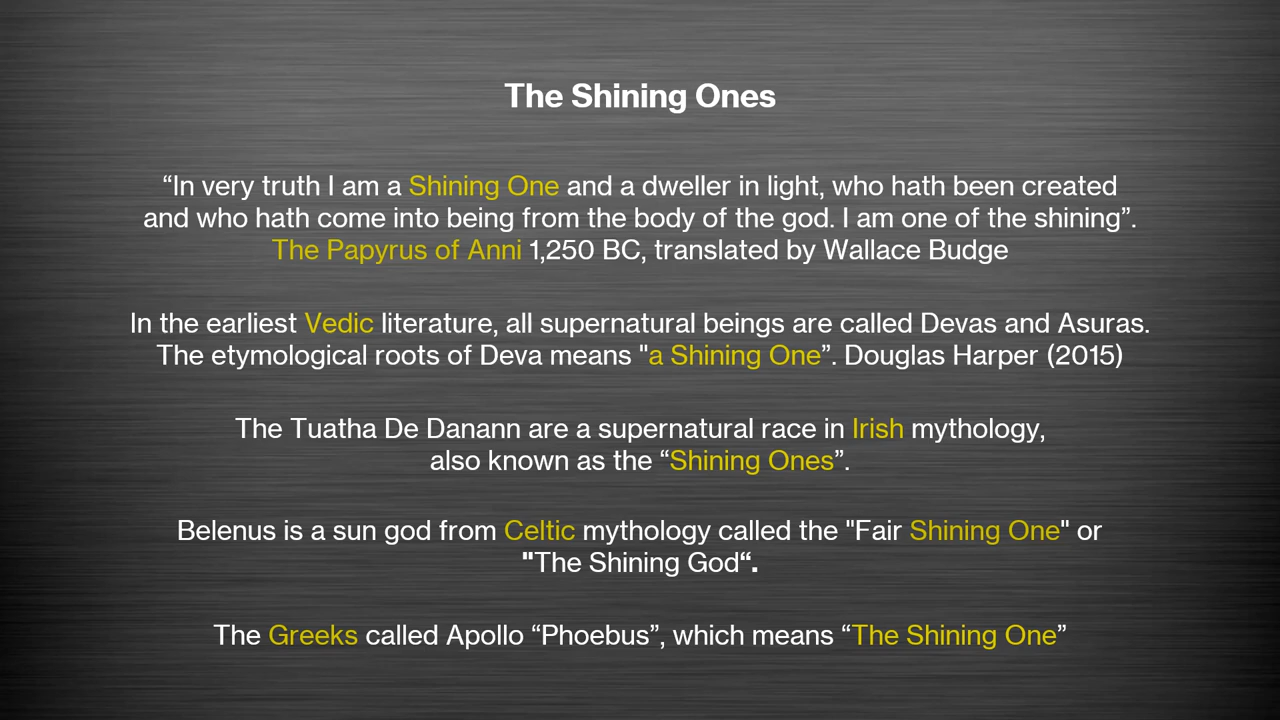 The Shining Ones
“In very truth I am a Shining One and a dweller in light, who hath been created
and who hath come into being from the body of the god. I am one of the shining”.
The Papyrus of Anni 1,250 BC, translated by Wallace Budge
In the earliest Vedic literature, all supernatural beings are called Devas and Asuras.
The etymological roots of Deva means "a Shining One”. Douglas Harper (2015)
The Tuatha De Danann are a supernatural race in Irish mythology,
also known as the “Shining Ones”.
Belenus is a sun god from Celtic mythology called the "Fair Shining One" or
"The Shining God“.
The Greeks called Apollo “Phoebus”, which means “The Shining One”